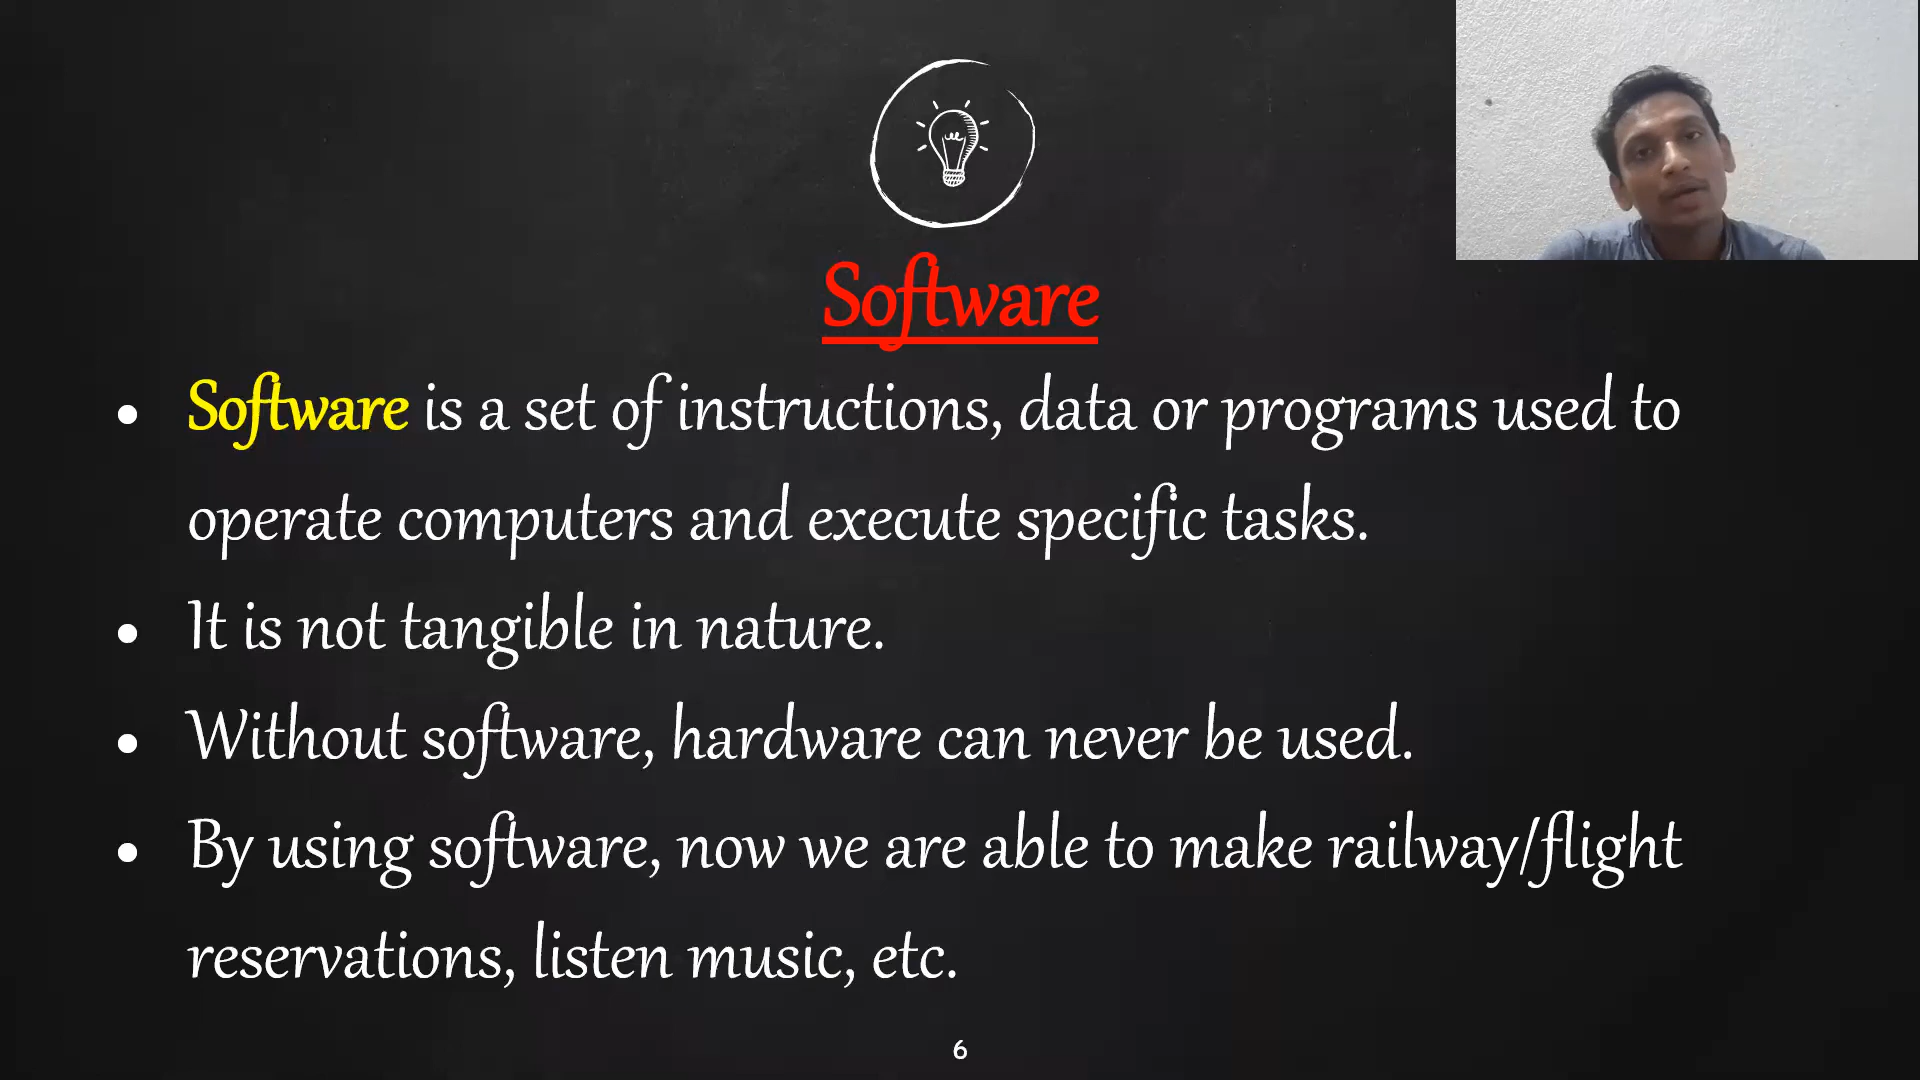 Software
• Software is a set of instructions, data or programs used to
operate computers and execute specific tasks.
• It is not tangible in nature.
• Without software, hardware can never be used.
• By using software, now we are able to make railway/flight
reservations, listen music, etc.
6